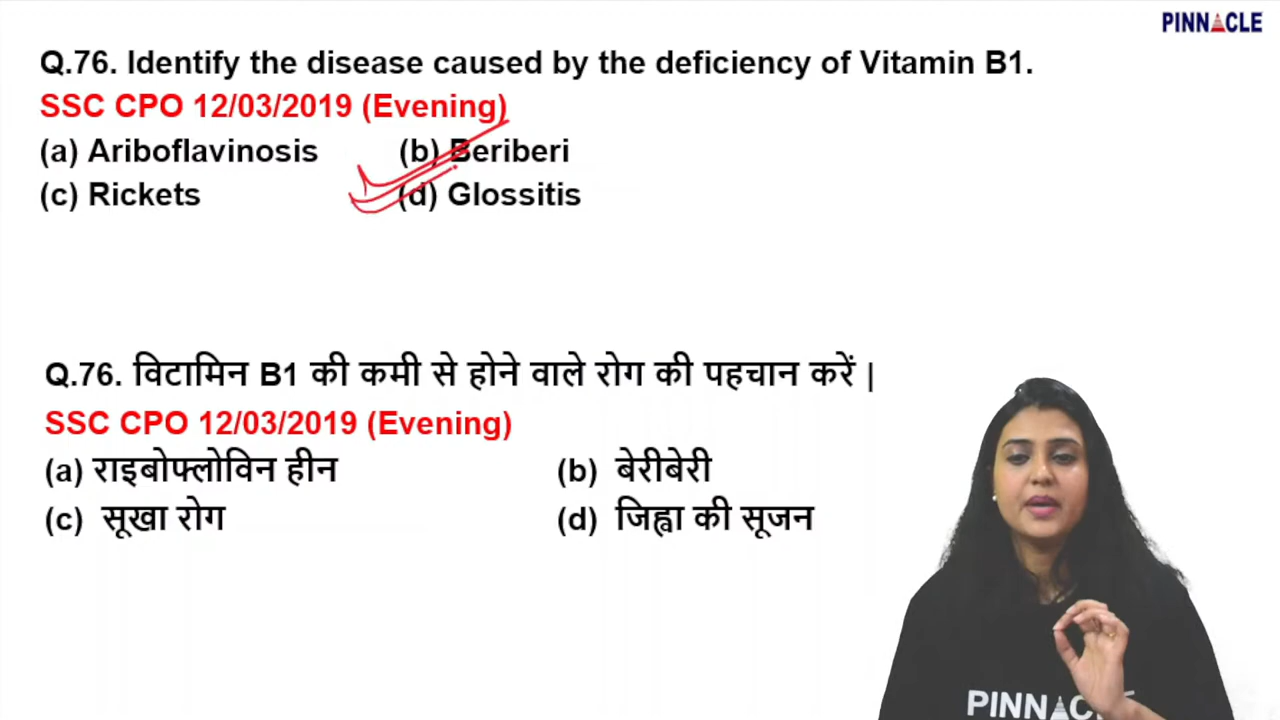 PINNACLE
Q.76. Identify the disease caused by the deficiency of Vitamin B1.
SSC CPO 12/03/2019 (Evening)
(a) Ariboflavinosis (b) Beriberi
(c) Rickets (d) Glossitis
Q.76. विटामिन B1 की कमी से होने वाले रोग की पहचान करें |
SSC CPO 12/03/2019 (Evening)
(a) राइबोफ्लोविन हीन (b) बेरीबेरी
(c) सूखा रोग (d) जिह्वा की सूजन
PINNACLE